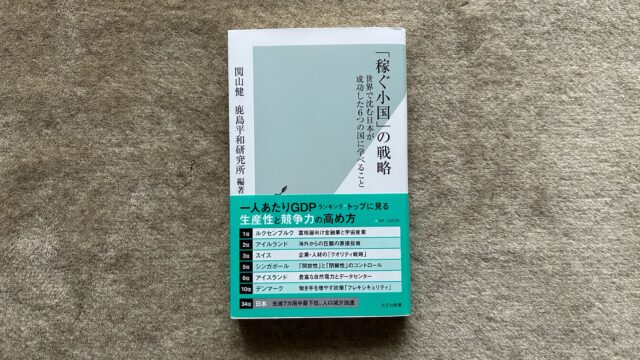 「稼ぐ小国」の戦略
世界で沈む日本が
成功した6つの国に学べること
関山健 鹿島平和研究所 編著
一人あたりGDPランキング・トップに見る
生産性と競争力の高め方
1位 ルクセンブルク 富裕層向け金融業と宇宙産業
2位 アイルランド 海外からの巨額の直接投資
3位 スイス 企業・人材の「クオリティ戦略」
5位 シンガポール 「開放性」と「閉鎖性」のコントロール
6位 アイスランド 豊富な自然電力とデータセンター
10位 デンマーク 働き手を増やす政策「フレキシキュリティ」
34位 日本 先進7カ国中最下位、人口減少加速
光文社新書